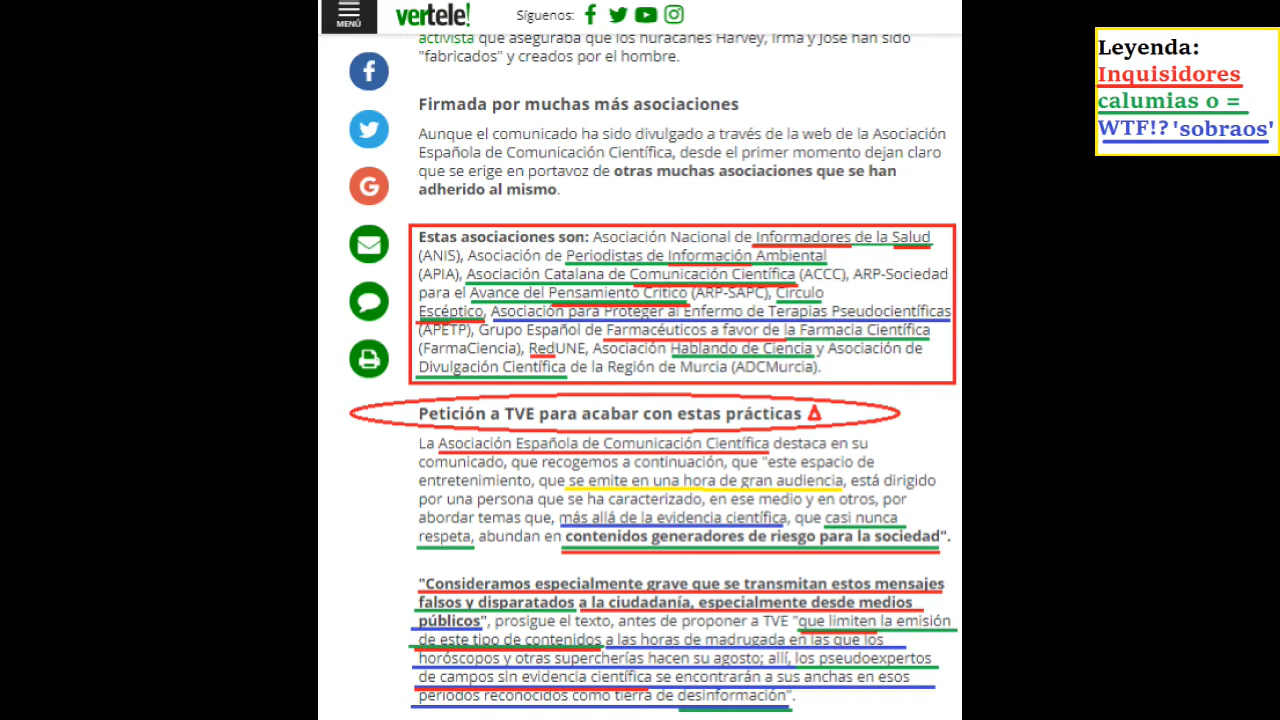 MENÚ
vertele!
Síguenos:
activista que aseguraba que los huracanes Harvey, Irma y José han sido
"fabricados" y creados por el hombre.
Firmada por muchas más asociaciones
Aunque el comunicado ha sido divulgado a través de la web de la Asociación
Española de Comunicación Científica, desde el primer momento dejan claro
que se erige en portavoz de otras muchas asociaciones que se han
adherido al mismo.
Estas asociaciones son: Asociación Nacional de Informadores de la Salud
(ANIS), Asociación de Periodistas de Información Ambiental
(APIA), Asociación Catalana de Comunicación Científica (ACCC), ARP-Sociedad
para el Avance del Pensamiento Crítico (ARP-SAPC), Círculo
Escéptico, Asociación para Proteger al Enfermo de Terapias Pseudocientíficas
(APETP), Grupo Español de Farmacéuticos a favor de la Farmacia Científica
(FarmaCiencia), RedUNE, Asociación Hablando de Ciencia y Asociación de
Divulgación Científica de la Región de Murcia (ADCMurcia).
Petición a TVE para acabar con estas prácticas Δ
La Asociación Española de Comunicación Científica destaca en su
comunicado, que recogemos a continuación, que "este espacio de
entretenimiento, que se emite en una hora de gran audiencia, está dirigido
por una persona que se ha caracterizado, en ese medio y en otros, por
abordar temas que, más allá de la evidencia científica, que casi nunca
respeta, abundan en contenidos generadores de riesgo para la sociedad".
"Consideramos especialmente grave que se transmitan estos mensajes
falsos y disparatados a la ciudadanía, especialmente desde medios
públicos", prosigue el texto, antes de proponer a TVE "que limiten la emisión
de este tipo de contenidos a las horas de madrugada en las que los
horóscopos y otras supercherías hacen su agosto; allí, los pseudoexpertos
de campos sin evidencia científica se encontrarán a sus anchas en esos
periodos reconocidos como tierra de desinformación".
Leyenda:
Inquisidores
calumias o =
WTF!? 'sobraos'